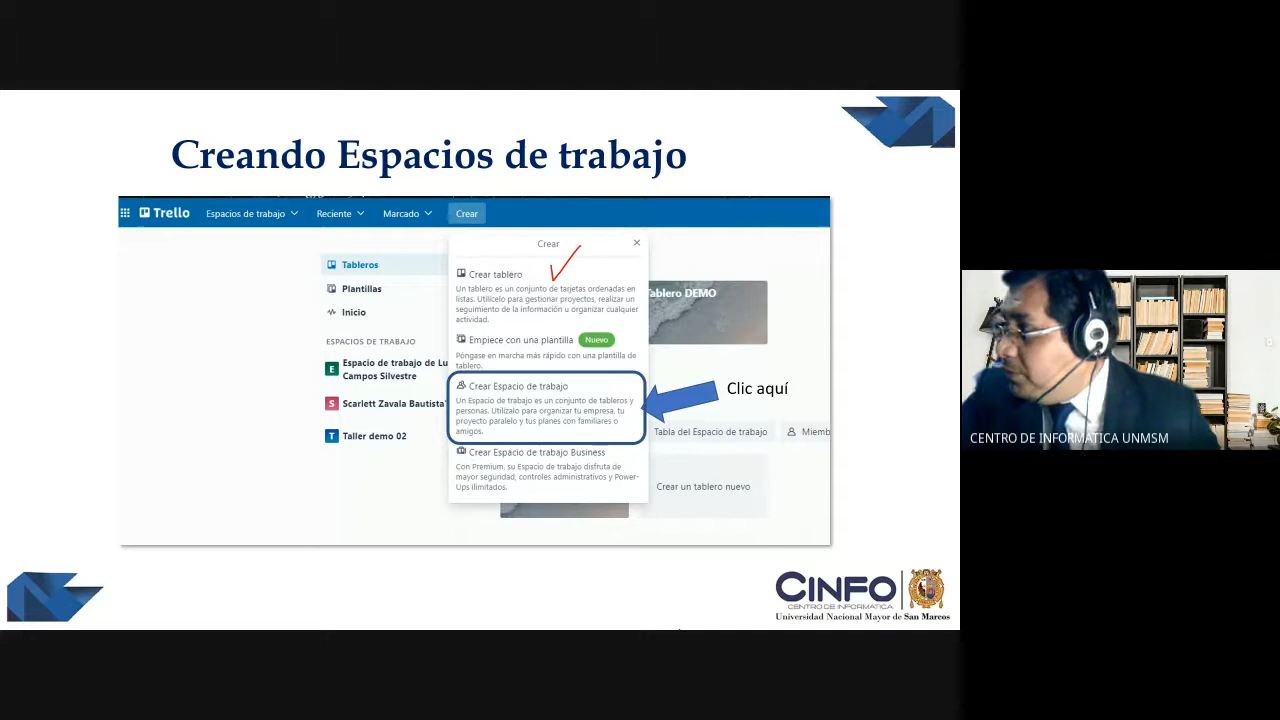 Creando Espacios de trabajo
Trello
Espacios de trabajo
Reciente
Marcado
Crear
Crear
Tableros
Plantillas
Inicio
ESPACIOS DE TRABAJO
E
Espacio de trabajo de Lu
Campos Silvestre
S
Scarlett Zavala Bautista
T
Taller demo 02
Crear tablero
Un tablero es un conjunto de tarjetas ordenadas en
listas. Utilícelo para gestionar proyectos, realizar un
seguimiento de la información u organizar cualquier
actividad.
Empiece con una plantilla
Nuevo
Póngase en marcha más rápido con una plantilla de
tablero.
Crear Espacio de trabajo
Un Espacio de trabajo es un conjunto de tableros y
personas. Utilízalo para organizar tu empresa, tu
proyecto paralelo y tus planes con familiares o
amigos.
Crear Espacio de trabajo Business
Con Premium, su Espacio de trabajo disfruta de
mayor seguridad, controles administrativos y Power-
Ups ilimitados.
Tablero DEMO
Clic aquí
Tabla del Espacio de trabajo
Miemb
Crear un tablero nuevo
CINFO
CENTRO DE INFORMATICA
Universidad Nacional Mayor de San Marcos
CENTRO DE INFORMATICA UNMSM